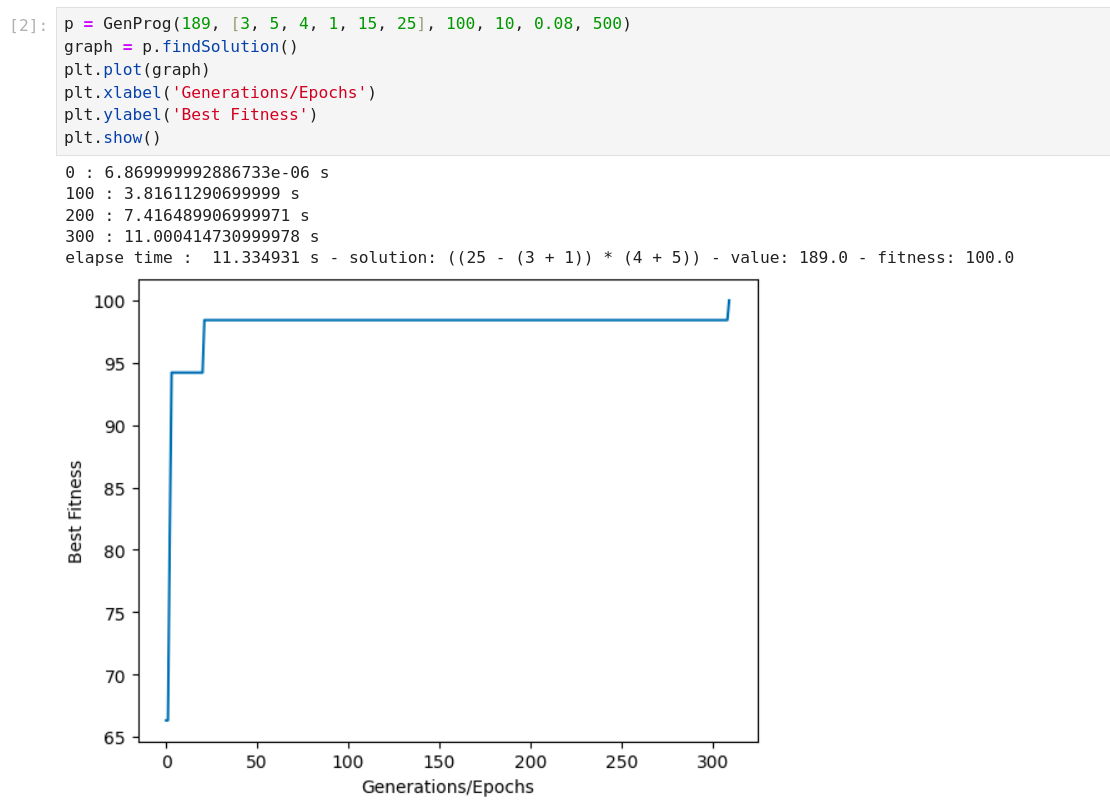 [2]: p = GenProg(189, [3, 5, 4, 1, 15, 25], 100, 10, 0.08, 500)
graph = p.findSolution()
plt.plot(graph)
plt.xlabel('Generations/Epochs')
plt.ylabel('Best Fitness')
plt.show()
0 : 6.869999992886733e-06 s
100 : 3.81611290699999 s
200 : 7.416489906999971 s
300 : 11.000414730999978 s
elapse time :  11.334931 s - solution: ((25 - (3 + 1)) * (4 + 5)) - value: 189.0 - fitness: 100.0
100
95
90
85
80
75
70
65
Best Fitness
0 50 100 150 200 250 300
Generations/Epochs